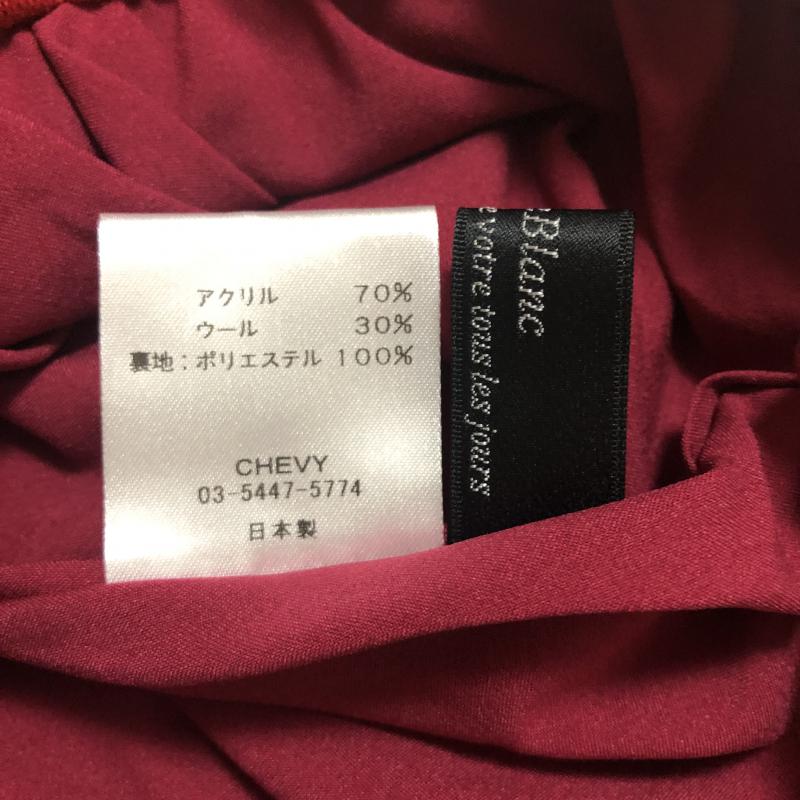 アクリル 70%
ウール 30%
裏地:ポリエステル 100%
CHEVY
03-5447-5774
日本製
Blanc
votre tous les jours